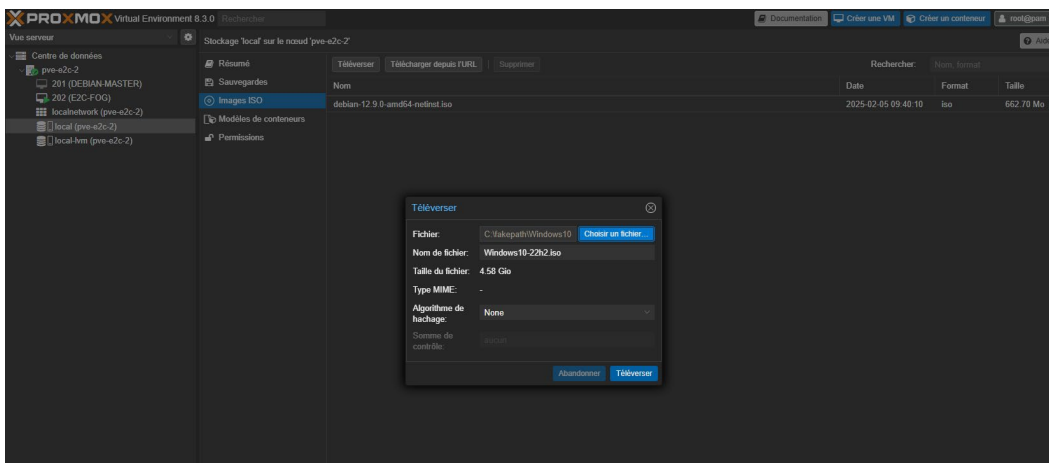 PROXMOX Virtual Environment 8.3.0 Rechercher Documentation Créer une VM Créer un conteneur root@pam
Vue serveur
Stockage 'local' sur le nœud 'pve-e2c-2' Aide
Centre de données
pve-e2c-2
201 (DEBIAN-MASTER)
202 (E2C-FOG)
localnetwork (pve-e2c-2)
local (pve-e2c-2)
local-lvm (pve-e2c-2)
Résumé
Sauvegardes
Images ISO
Modèles de conteneurs
Permissions
Téléverser Télécharger depuis l'URL Supprimer Rechercher: Nom, format
Nom Date Format Taille
debian-12.9.0-amd64-netinst.iso 2025-02-05 09:40:10 iso 662.70 Mo
Téléverser
Fichier: C:\fakepath\Windows10 Choisir un fichier...
Nom de fichier: Windows10-22h2.iso
Taille du fichier: 4.58 Gio
Type MIME: -
Algorithme de
hachage: None
Somme de
contrôle: aucun
Abandonner Téléverser